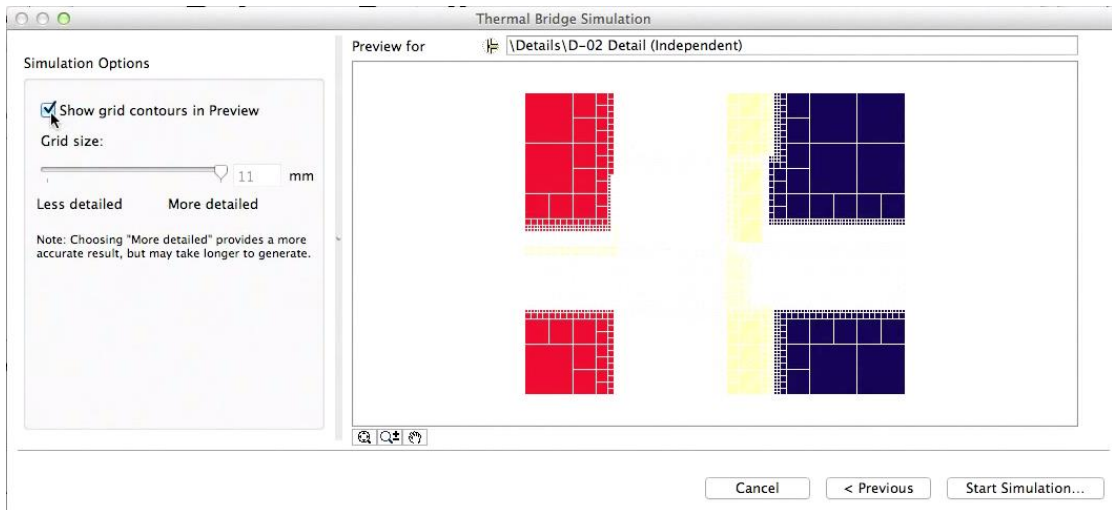 Thermal Bridge Simulation
Simulation Options
Show grid contours in Preview
Grid size:
11 mm
Less detailed More detailed
Note: Choosing "More detailed" provides a more
accurate result, but may take longer to generate.
Preview for \Details\D-02 Detail (Independent)
Cancel < Previous Start Simulation...